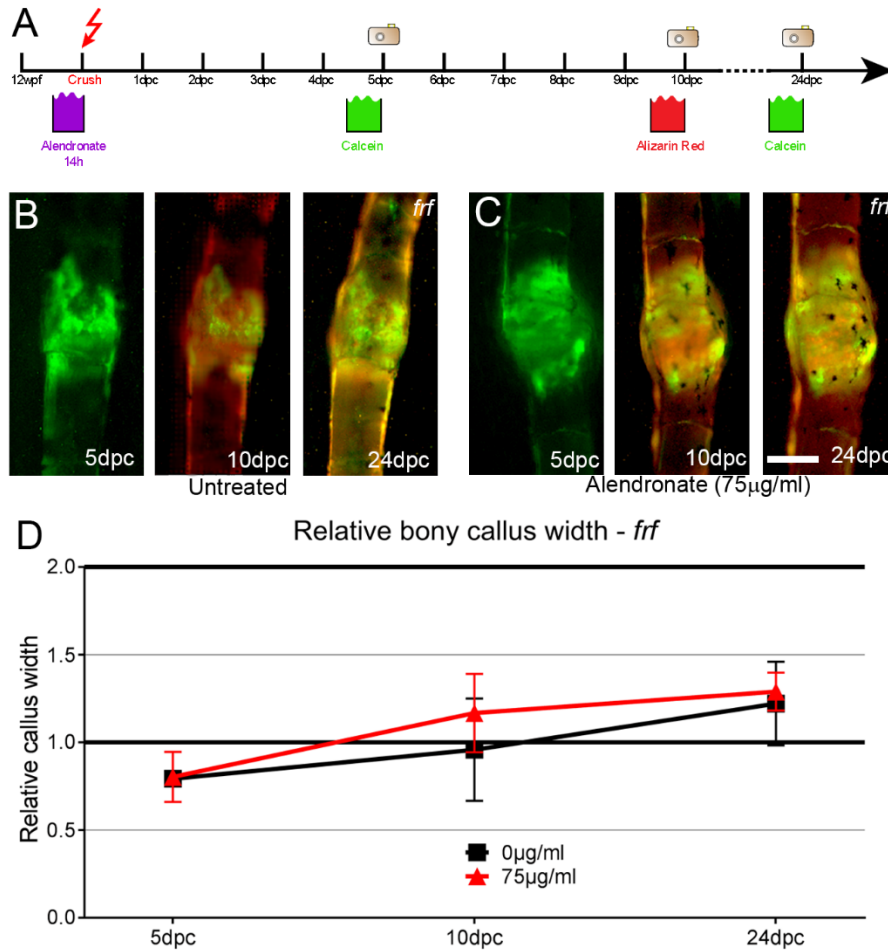 A
12wpf Crush 1dpc 2dpc 3dpc 4dpc 5dpc 6dpc 7dpc 8dpc 9dpc 10dpc 24dpc
Alendronate
14h
Calcein
Alizarin Red
Calcein
B
frf
5dpc
10dpc
24dpc
Untreated
C
frf
5dpc
10dpc
24dpc
Alendronate (75µg/ml)
D
Relative bony callus width - frf
Relative callus width
2.0
1.5
1.0
0.5
0.0
0µg/ml
75µg/ml
5dpc
10dpc
24dpc